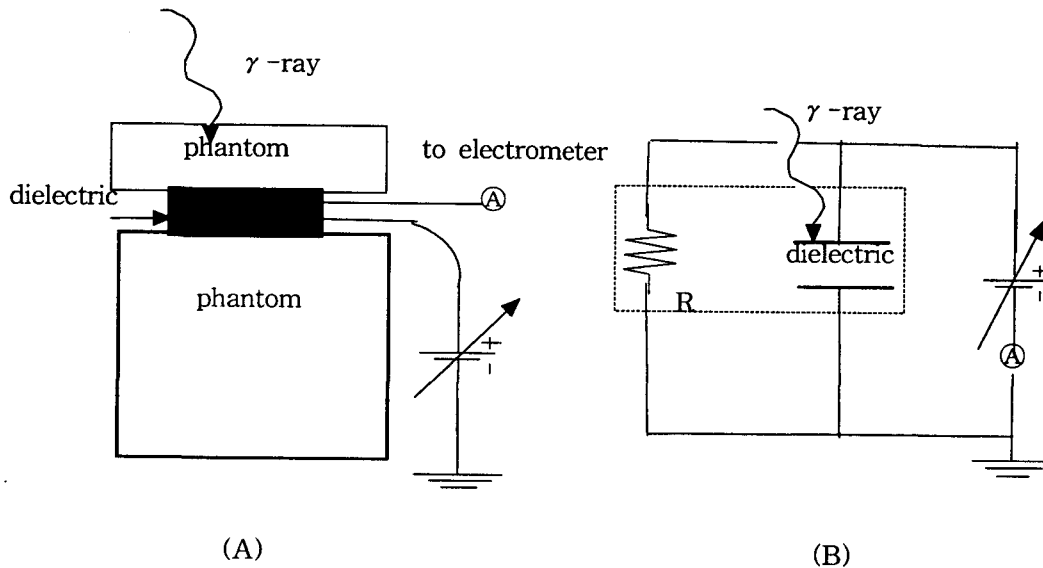 γ -ray
phantom
to electrometer
dielectric
Ⓐ
phantom
+
-
(A)
γ -ray
dielectric
R
+
-
Ⓐ
(B)